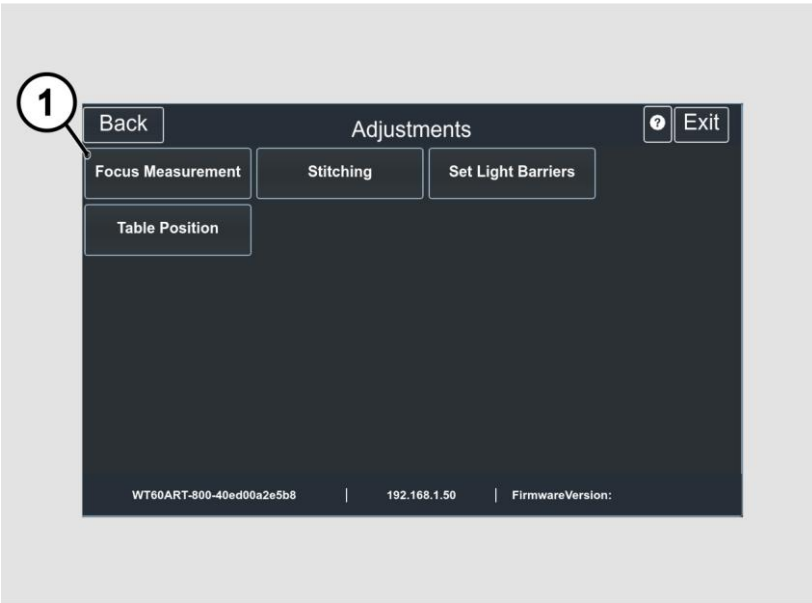 1
Back
Adjustments
? Exit
Focus Measurement
Stitching
Set Light Barriers
Table Position
WT60ART-800-40ed00a2e5b8 | 192.168.1.50 | FirmwareVersion: